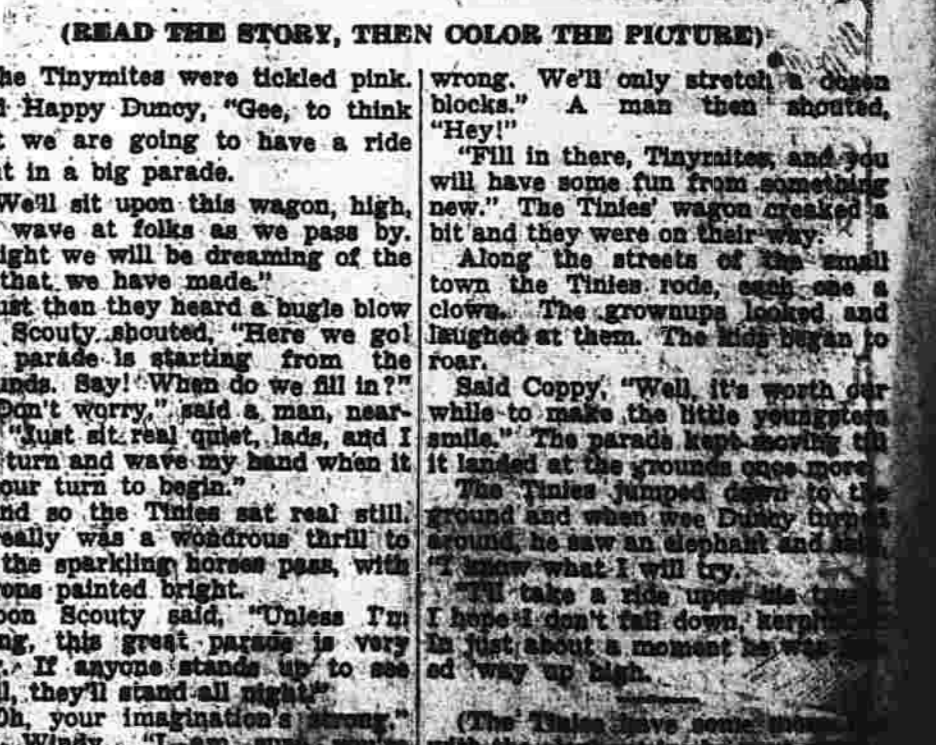 (READ THE STORY, THEN COLOR THE PICTURE)
he Tinymites were tickled pink.
Happy Duncy, "Gee, to think
t we are going to have a ride
t in a big parade.
We'll sit upon this wagon, high,
wave at folks as we pass by.
ight we will be dreaming of the
that we have made."
ust then they heard a bugle blow
Scouty shouted, "Here we go!
parade is starting from the
unds. Say! When do we fill in?"
Don't worry," said a man, near-
"Just sit real quiet, lads, and I
turn and wave my hand when it
our turn to begin."
nd so the Tinies sat real still.
eally was a wondrous thrill to
the sparkling horses pass, with
ons painted bright.
oon Scouty said, "Unless I'm
ng, this great parade is very
If anyone stands up to see
l, they'll stand all night."
Oh, your imagination's strong,"
Windy. "I am sure you're
wrong. We'll only stretch a dozen
blocks." A man then shouted,
"Hey!"
"Fill in there, Tinymites, and you
will have some fun from something
new." The Tinies' wagon creaked a
bit and they were on their way.
Along the streets of the small
town the Tinies rode, each one a
clown. The grownups looked and
laughed at them. The kids began to
roar.
Said Coppy, "Well, it's worth our
while to make the little youngsters
smile." The parade kept moving till
it landed at the grounds once more.
The Tinies jumped down to the
ground and when wee Duncy turned
around, he saw an elephant and
"I know what I will try.
"I'll take a ride upon his
I hope I don't fall down,
In just about a moment he was
ed way up high.
(The Tinies have some more